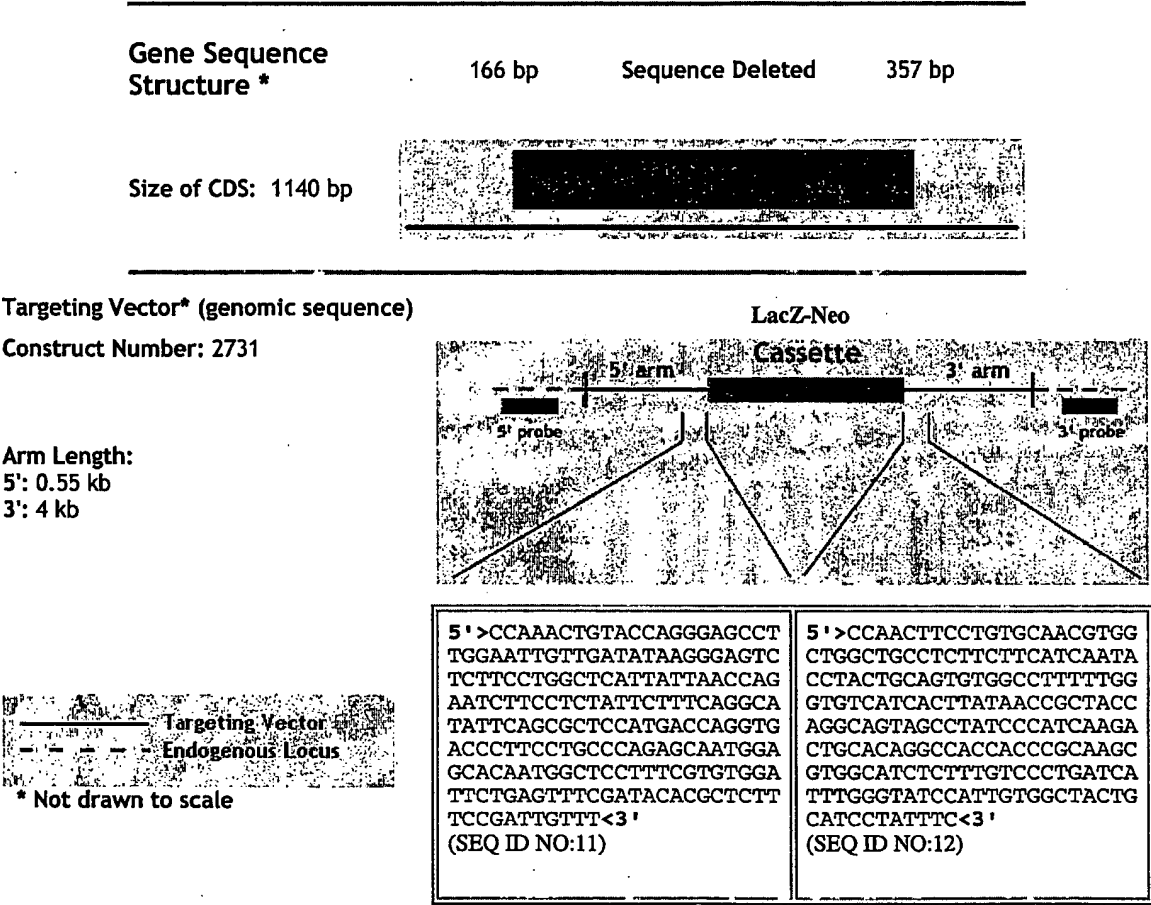 Gene Sequence
Structure *
166 bp Sequence Deleted 357 bp
Size of CDS: 1140 bp
Targeting Vector* (genomic sequence)
Construct Number: 2731
Arm Length:
5': 0.55 kb
3': 4 kb
LacZ-Neo
Cassette
5' arm 3' arm
5' probe 3' probe
Targeting Vector
Endogenous Locus
* Not drawn to scale
5'>CCAAACTGTACCAGGGAGCCT
TGGAATTGTTGATATAAGGGAGTC
TCTTCCTGGCTCATTATTAACCAG
AATCTTCCTCTATTCTTTCAGGCA
TATTCAGCGCTCCATGACCAGGTG
ACCCTTCCTGCCCAGAGCAATGGA
GCACAATGGCTCCTTTCGTGTGGA
TTCTGAGTTTCGATACACGCTCTT
TCCGATTGTTT<3'
(SEQ ID NO:11)
5'>CCAACTTCCTGTGCAACGTGG
CTGGCTGCCTCTTCTTCATCAATA
CCTACTGCAGTGTGGCCTTTTTGG
GTGTCATCACTTATAACCGCTACC
AGGCAGTAGCCTATCCCATCAAGA
CTGCACAGGCCACCACCCGCAAGC
GTGGCATCTCTTTGTCCCTGATCA
TTTGGGTATCCATTGTGGCTACTG
CATCCTATTTC<3'
(SEQ ID NO:12)